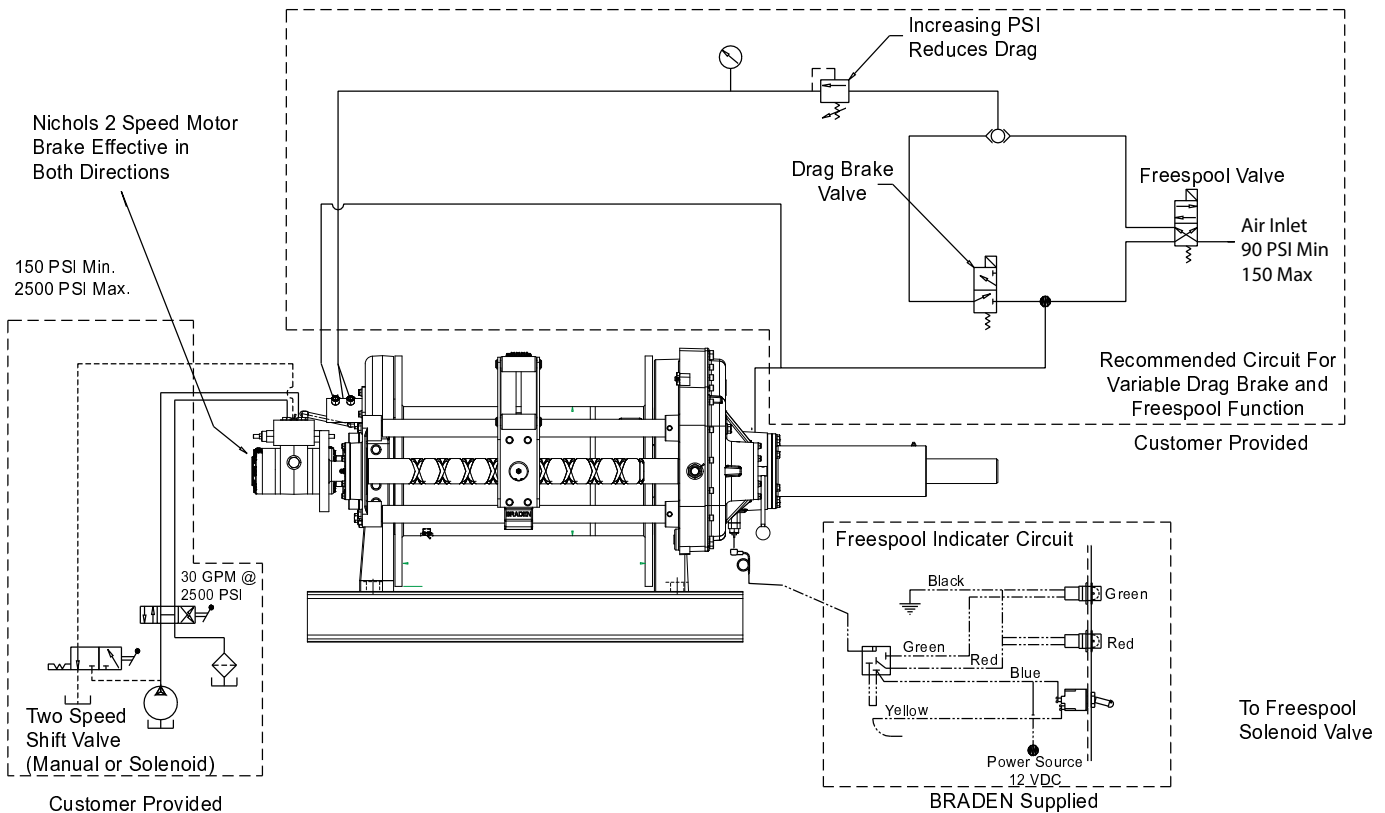 Increasing PSI
Reduces Drag
Nichols 2 Speed Motor
Brake Effective in
Both Directions
Drag Brake
Valve
Freespool Valve
Air Inlet
90 PSI Min
150 Max
150 PSI Min.
2500 PSI Max.
Recommended Circuit For
Variable Drag Brake and
Freespool Function
Customer Provided
BRADEN
Freespool Indicater Circuit
30 GPM @
2500 PSI
Black
Green
Green
Red
Red
Blue
Yellow
Two Speed
Shift Valve
(Manual or Solenoid)
Power Source
12 VDC
To Freespool
Solenoid Valve
Customer Provided
BRADEN Supplied